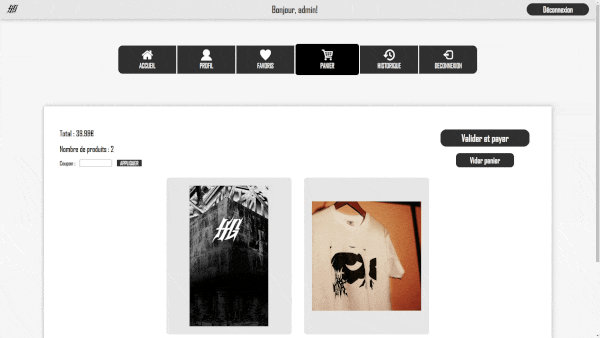 Bonjour, admin!
Déconnexion
ACCUEIL
PROFIL
FAVORIS
PANIER
HISTORIQUE
DECONNEXION
Total : 39.98€
Nombre de produits : 2
Coupon :
APPLIQUER
Valider et payer
Vider panier